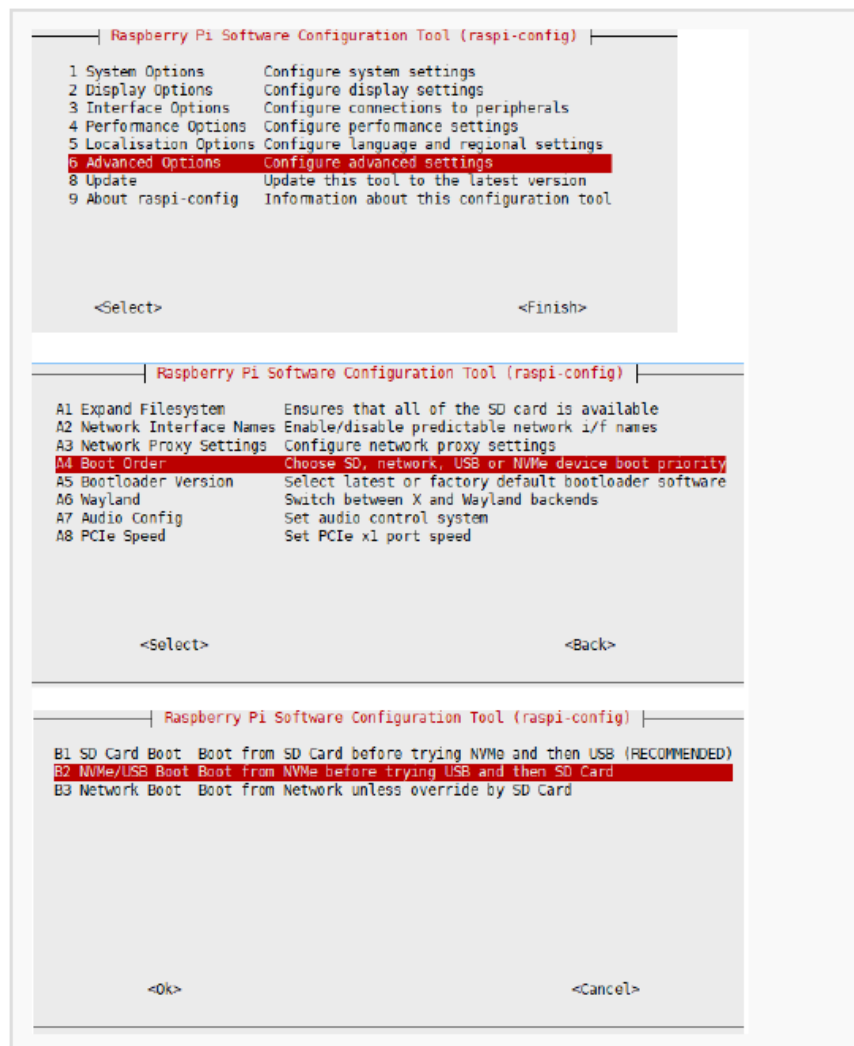 Raspberry Pi Software Configuration Tool (raspi-config)
1 System Options Configure system settings
2 Display Options Configure display settings
3 Interface Options Configure connections to peripherals
4 Performance Options Configure performance settings
5 Localisation Options Configure language and regional settings
6 Advanced Options Configure advanced settings
8 Update Update this tool to the latest version
9 About raspi-config Information about this configuration tool
<Select> <Finish>
Raspberry Pi Software Configuration Tool (raspi-config)
A1 Expand Filesystem Ensures that all of the SD card is available
A2 Network Interface Names Enable/disable predictable network i/f names
A3 Network Proxy Settings Configure network proxy settings
A4 Boot Order Choose SD, network, USB or NVMe device boot priority
A5 Bootloader Version Select latest or factory default bootloader software
A6 Wayland Switch between X and Wayland backends
A7 Audio Config Set audio control system
A8 PCIe Speed Set PCIe x1 port speed
<Select> <Back>
Raspberry Pi Software Configuration Tool (raspi-config)
B1 SD Card Boot Boot from SD Card before trying NVMe and then USB (RECOMMENDED)
B2 NVMe/USB Boot Boot from NVMe before trying USB and then SD Card
B3 Network Boot Boot from Network unless override by SD Card
<Ok> <Cancel>